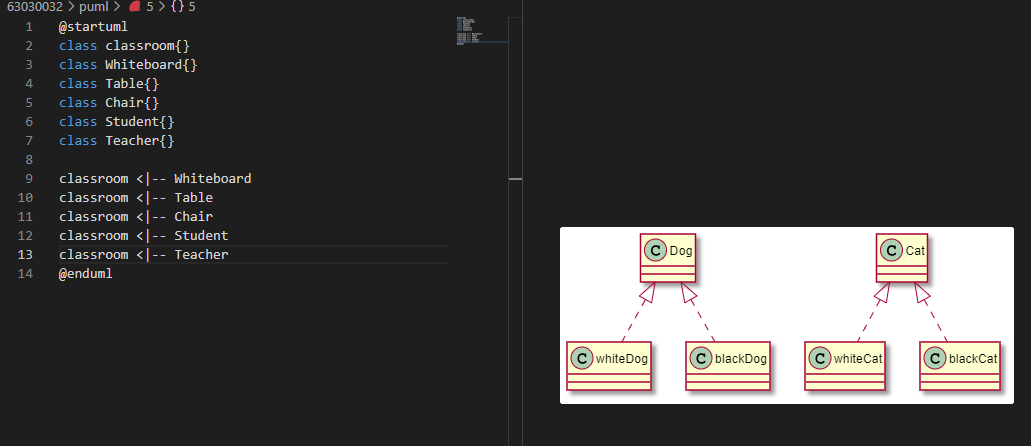 63030032 > puml > 5 > {} 5
1 @startuml
2 class classroom{}
3 class Whiteboard{}
4 class Table{}
5 class Chair{}
6 class Student{}
7 class Teacher{}
8
9 classroom <|-- Whiteboard
10 classroom <|-- Table
11 classroom <|-- Chair
12 classroom <|-- Student
13 classroom <|-- Teacher
14 @enduml
C Dog
C Cat
C whiteDog
C blackDog
C whiteCat
C blackCat